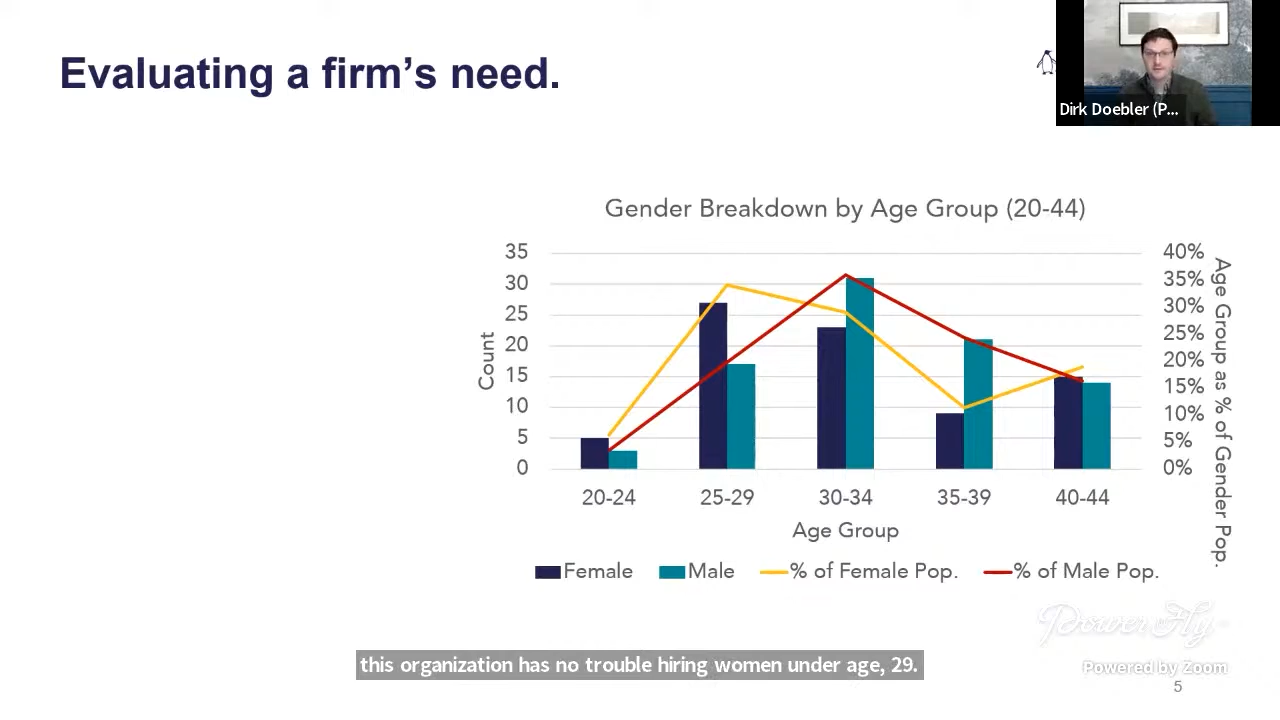 Evaluating a firm's need.
Dirk Doebler (P...
Gender Breakdown by Age Group (20-44)
35
30
25
20
15
10
5
0
Count
40%
35%
30%
25%
20%
15%
10%
5%
0%
Age Group as % of Gender Pop.
20-24 25-29 30-34 35-39 40-44
Age Group
Female Male % of Female Pop. % of Male Pop.
PowerToFly
this organization has no trouble hiring women under age, 29.
Powered by Zoom
5